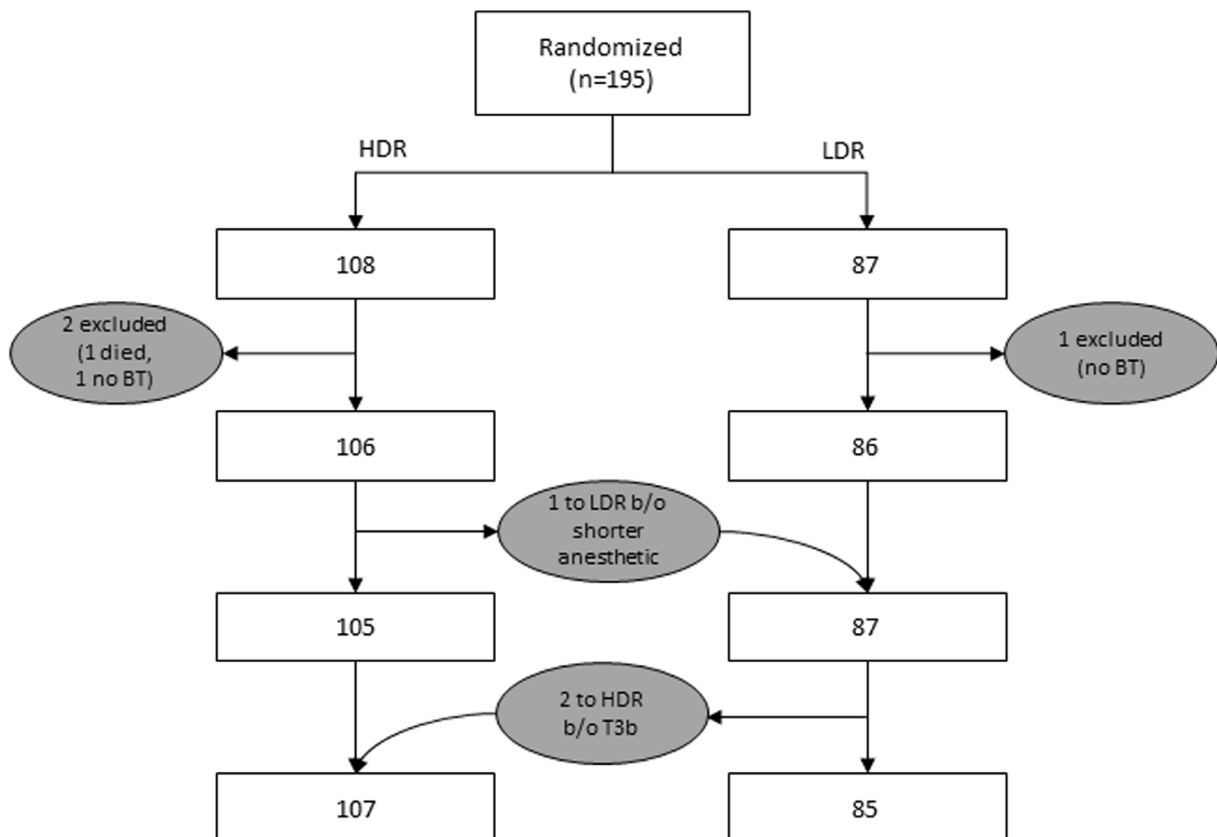 Randomized
(n=195)
HDR
LDR
108
87
2 excluded
(1 died,
1 no BT)
1 excluded
(no BT)
106
86
1 to LDR b/o
shorter
anesthetic
105
87
2 to HDR
b/o T3b
107
85